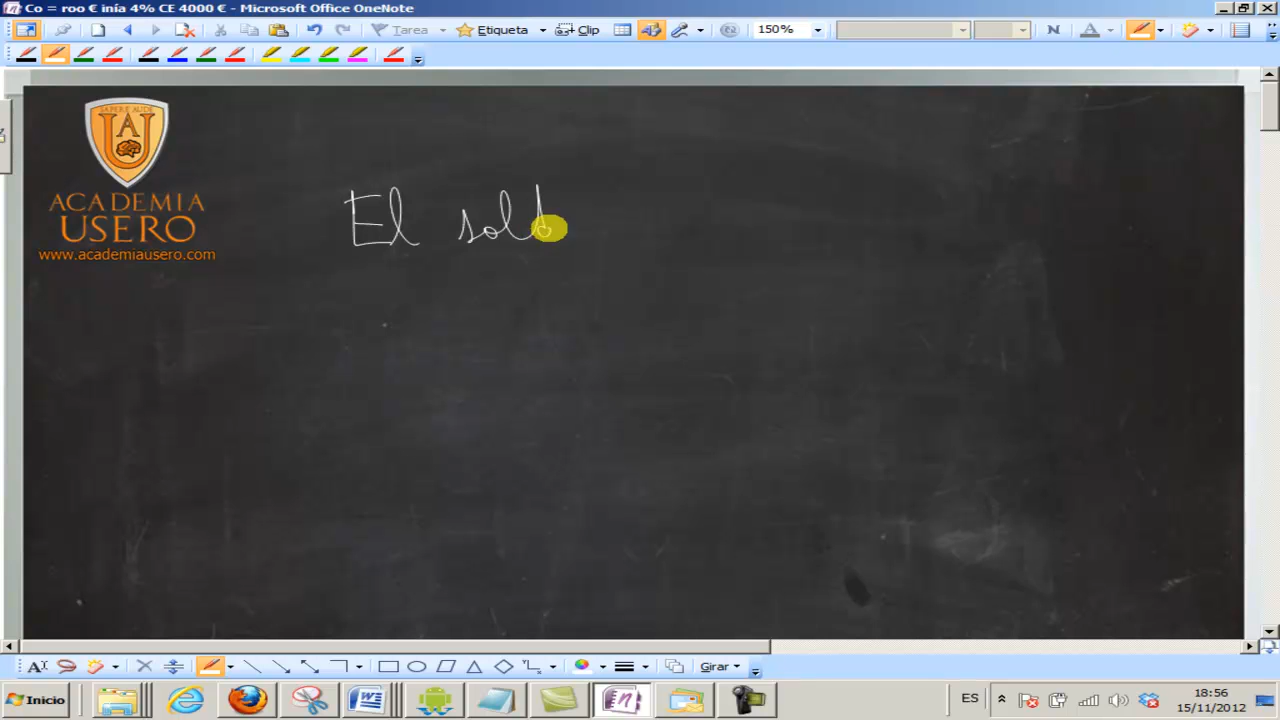 Co = roo € inía 4% CE 4000 € - Microsoft Office OneNote
Tarea Etiqueta Clip 150% N A
SAPERE AUDE
UA
ACADEMIA
USERO
www.academiausero.com
El sol
Girar
Inicio ES 18:56
15/11/2012